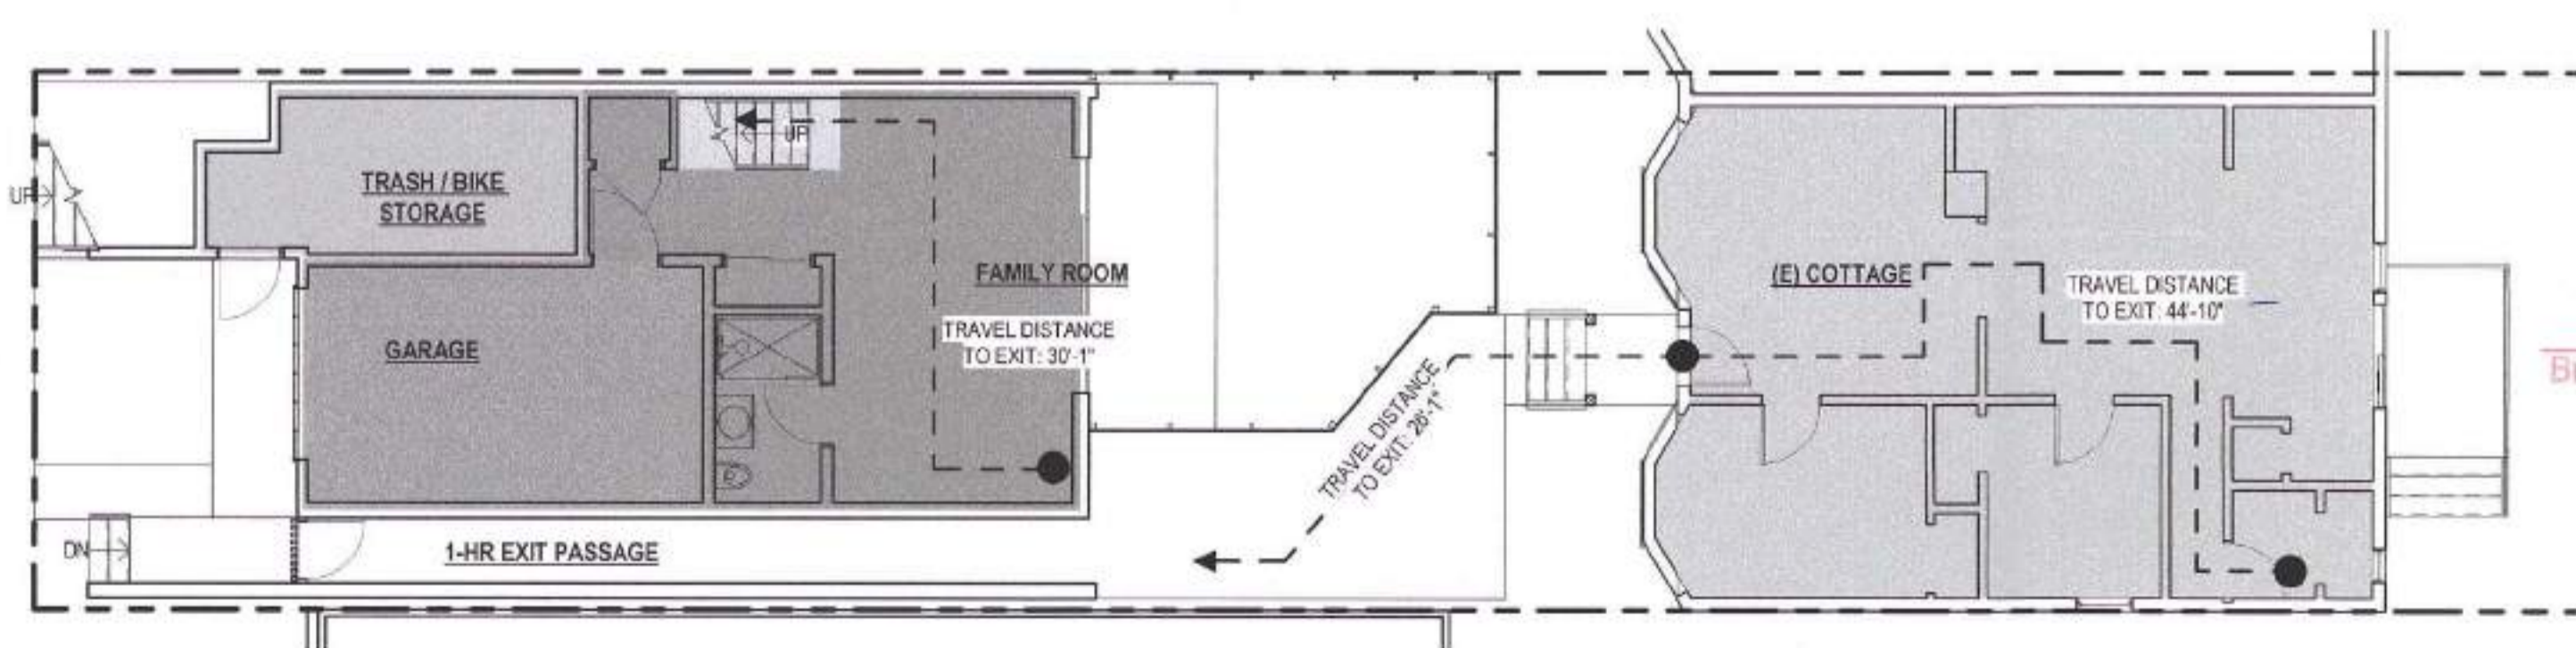 UP
TRASH / BIKE
STORAGE
UP
GARAGE
FAMILY ROOM
TRAVEL DISTANCE
TO EXIT: 30'-1"
DN
1-HR EXIT PASSAGE
TRAVEL DISTANCE
TO EXIT: 26'-1"
(E) COTTAGE
TRAVEL DISTANCE
TO EXIT: 44'-10"